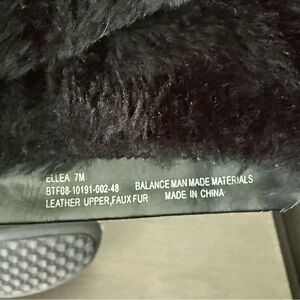 ELLEA 7M
BTF08-10191-002-48 BALANCE MAN MADE MATERIALS
LEATHER UPPER,FAUX FUR MADE IN CHINA